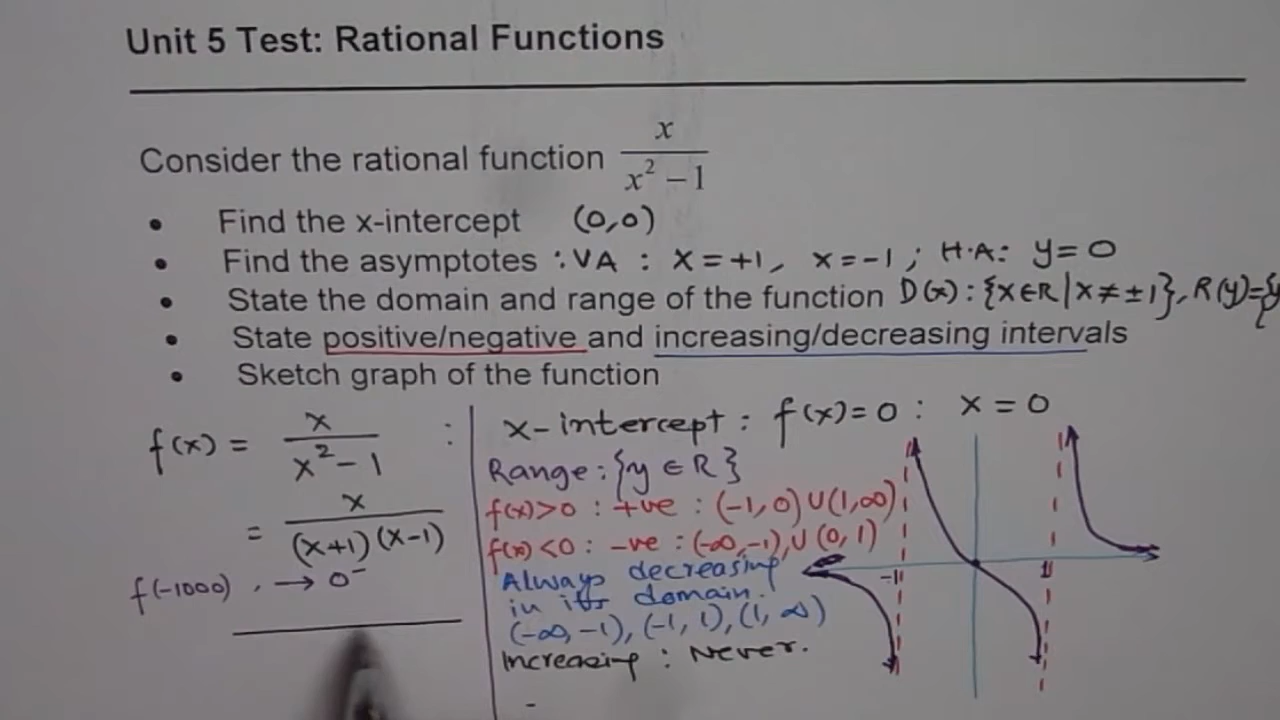 Unit 5 Test: Rational Functions
Consider the rational function x / x² − 1
• Find the x-intercept (0,0)
• Find the asymptotes : VA : x = +1, x = −1 ; H.A: y = 0
• State the domain and range of the function D(x) : {x∈R | x ≠ ±1}, R(y)={y
• State positive/negative and increasing/decreasing intervals
• Sketch graph of the function
f(x) = x / x² − 1 :
= x / (x+1)(x−1)
f(−1000) . → 0⁻
x-intercept : f(x) = 0 : x = 0
Range : {y ∈ R}
f(x)>0 : +ve : (−1, 0) ∪ (1, ∞)
f(x) <0 : −ve : (−∞, −1), ∪ (0, 1)
Always decreasing
in its domain.
(−∞, −1), (−1, 1), (1, ∞)
Increasing : Never.
−1
1